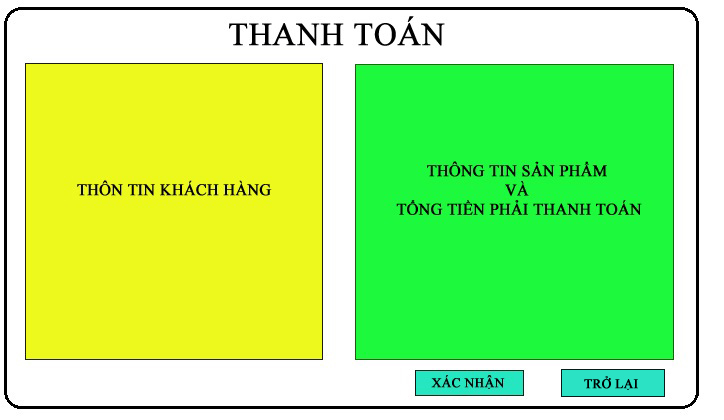 THANH TOÁN
THÔN TIN KHÁCH HÀNG
THÔNG TIN SẢN PHẨM
VÀ
TỔNG TIỀN PHẢI THANH TOÁN
XÁC NHẬN
TRỞ LẠI